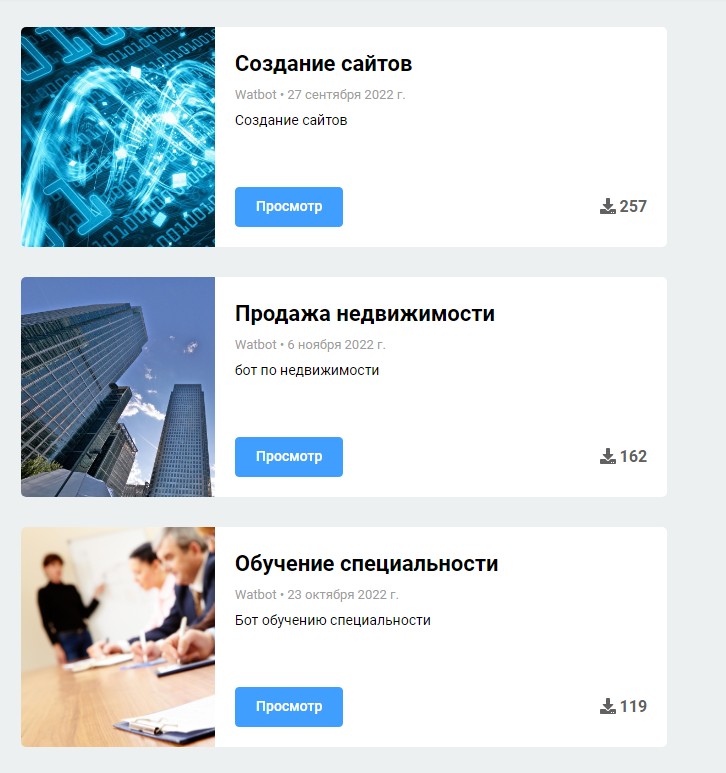 Создание сайтов
Watbot • 27 сентября 2022 г.
Создание сайтов
Просмотр
257
Продажа недвижимости
Watbot • 6 ноября 2022 г.
бот по недвижимости
Просмотр
162
Обучение специальности
Watbot • 23 октября 2022 г.
Бот обучению специальности
Просмотр
119